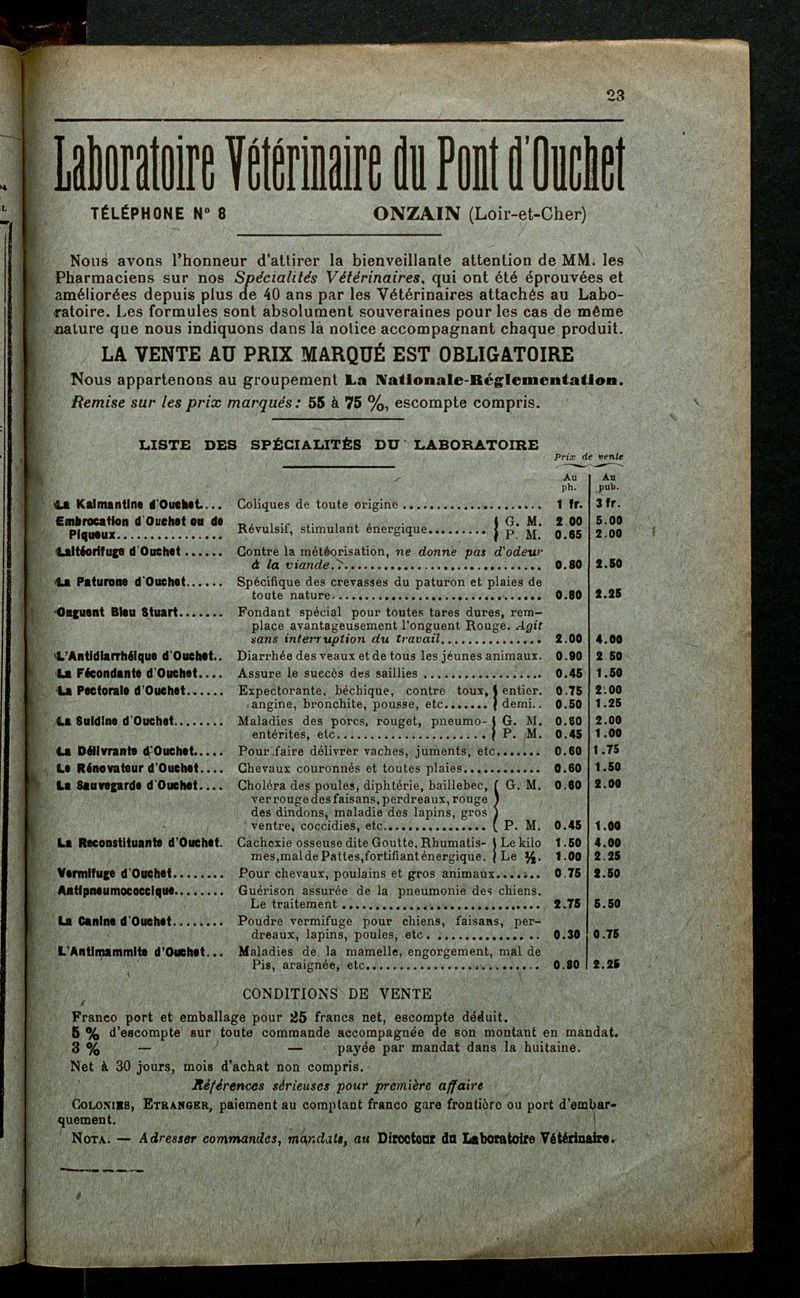 23
Laboratoire Vétérinaire du Pont d'Ouchet
TÉLÉPHONE N° 8 ONZAIN (Loir-et-Cher)
Nous avons l'honneur d'attirer la bienveillante attention de MM. les
Pharmaciens sur nos Spécialités Vétérinaires, qui ont été éprouvées et
améliorées depuis plus de 40 ans par les Vétérinaires attachés au Labo-
ratoire. Les formules sont absolument souveraines pour les cas de même
nature que nous indiquons dans la notice accompagnant chaque produit.
LA VENTE AU PRIX MARQUÉ EST OBLIGATOIRE
Nous appartenons au groupement La Nationale-Réglementation.
Remise sur les prix marqués : 55 à 75 %, escompte compris.
LISTE DES SPÉCIALITÉS DU LABORATOIRE
Prix de vente
Au Au
ph. pub.
La Kalmantine d'Ouchet.... Coliques de toute origine ........ 1 fr. 3 fr.
Embrocation d'Ouchet ou de G. M. 2 00 5.00
Piqueux........ Révulsif, stimulant énergique........ P. M. 0.65 2.00
Laltéorifuge d'Ouchet ...... Contre la météorisation, ne donne pas d'odeur
à la viande........ 0.80 2.50
La Paturone d'Ouchet...... Spécifique des crevasses du paturon et plaies de
toute nature........ 0.80 2.25
Onguent Bleu Stuart....... Fondant spécial pour toutes tares dures, rem-
place avantageusement l'onguent Rouge. Agit
sans interruption du travail........ 2.00 4.00
L'Antidiarrhéique d'Ouchet.. Diarrhée des veaux et de tous les jeunes animaux. 0.90 2 50
La Fécondante d'Ouchet.... Assure le succès des saillies ........ 0.45 1.50
La Pectorale d'Ouchet...... Expectorante, béchique, contre toux, entier. 0.75 2.00
angine, bronchite, pousse, etc....... demi.. 0.50 1.25
La Suidine d'Ouchet........ Maladies des porcs, rouget, pneumo- G. M. 0.80 2.00
entérites, etc........ P. M. 0.45 1.00
La Délivrante d'Ouchet..... Pour faire délivrer vaches, juments, etc....... 0.60 1.75
Le Rénovateur d'Ouchet.... Chevaux couronnés et toutes plaies........ 0.60 1.50
La Sauvegarde d'Ouchet.... Choléra des poules, diphtérie, baillebec, G. M. 0.80 2.00
ver rouge des faisans, perdreaux, rouge
des dindons, maladie des lapins, gros
ventre, coccidies, etc........ P. M. 0.45 1.00
La Reconstituante d'Ouchet. Cachexie osseuse dite Goutte, Rhumatis- Le kilo 1.50 4.00
mes, mal de Pattes, fortifiant énergique. Le ½. 1.00 2 25
Vermifuge d'Ouchet........ Pour chevaux, poulains et gros animaux....... 0 75 2.50
Antipneumococcique........ Guérison assurée de la pneumonie des chiens.
Le traitement ........ 2.75 5.50
La Canine d'Ouchet........ Poudre vermifuge pour chiens, faisans, per-
dreaux, lapins, poules, etc. ........ 0.30 0.75
L'Antimammite d'Ouchet... Maladies de la mamelle, engorgement, mal de
Pis, araignée, etc........ 0.80 2.25
CONDITIONS DE VENTE
Franco port et emballage pour 25 francs net, escompte déduit.
5 % d'escompte sur toute commande accompagnée de son montant en mandat.
3 % — — payée par mandat dans la huitaine.
Net à 30 jours, mois d'achat non compris.
Références sérieuses pour première affaire
COLONIES, ETRANGER, paiement au comptant franco gare frontière ou port d'embar-
quement.
NOTA. — Adresser commandes, mandats, au Directeur du Laboratoire Vétérinaire.